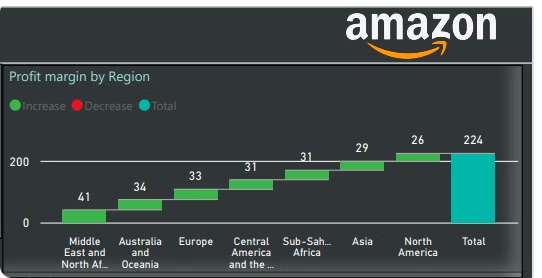 amazon
Profit margin by Region
Increase Decrease Total
41 34 33 31 31 29 26 224
200
0
Middle East and North Af...
Australia and Oceania
Europe
Central America and the ...
Sub-Sah... Africa
Asia
North America
Total